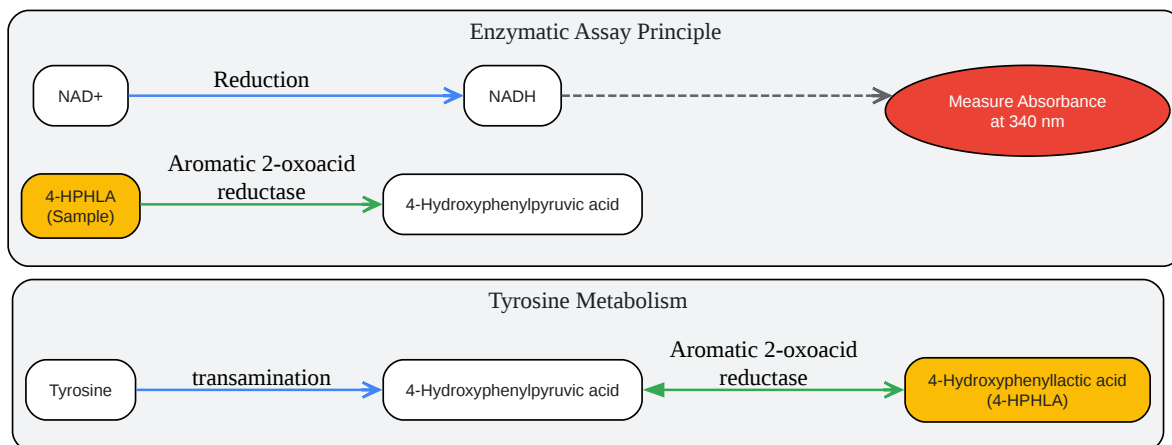 Enzymatic Assay Principle
NAD+
Reduction
NADH
Measure Absorbance
at 340 nm
4-HPHLA
(Sample)
Aromatic 2-oxoacid
reductase
4-Hydroxyphenylpyruvic acid
Tyrosine Metabolism
Tyrosine
transamination
4-Hydroxyphenylpyruvic acid
Aromatic 2-oxoacid
reductase
4-Hydroxyphenyllactic acid
(4-HPHLA)